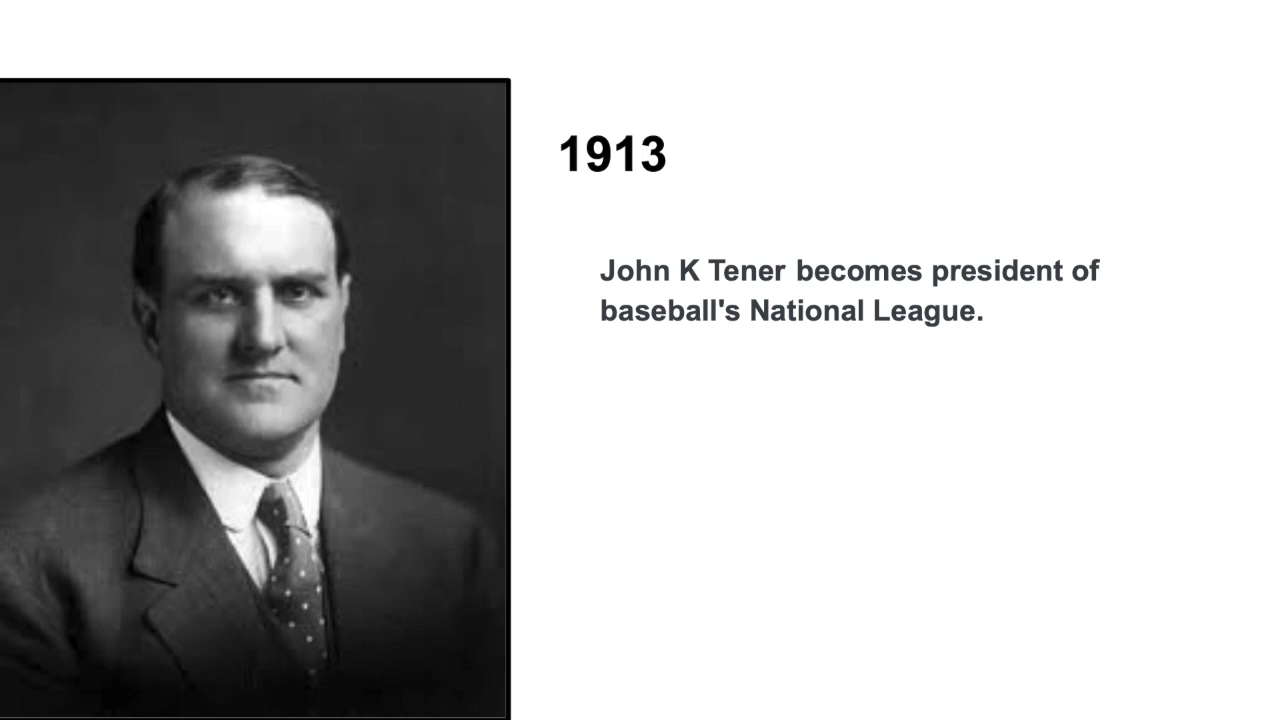 1913
John K Tener becomes president of
baseball's National League.